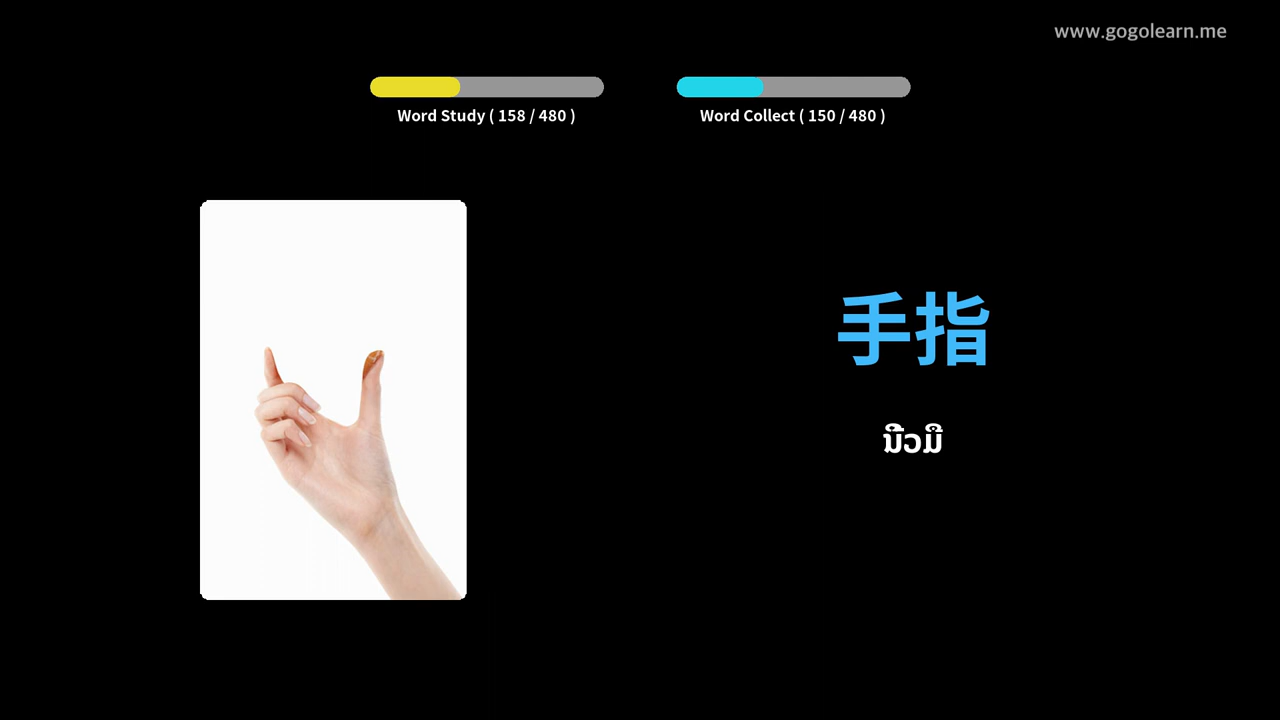 www.gogolearn.me
Word Study ( 158 / 480 )
Word Collect ( 150 / 480 )
手指
ນີ້ວມື